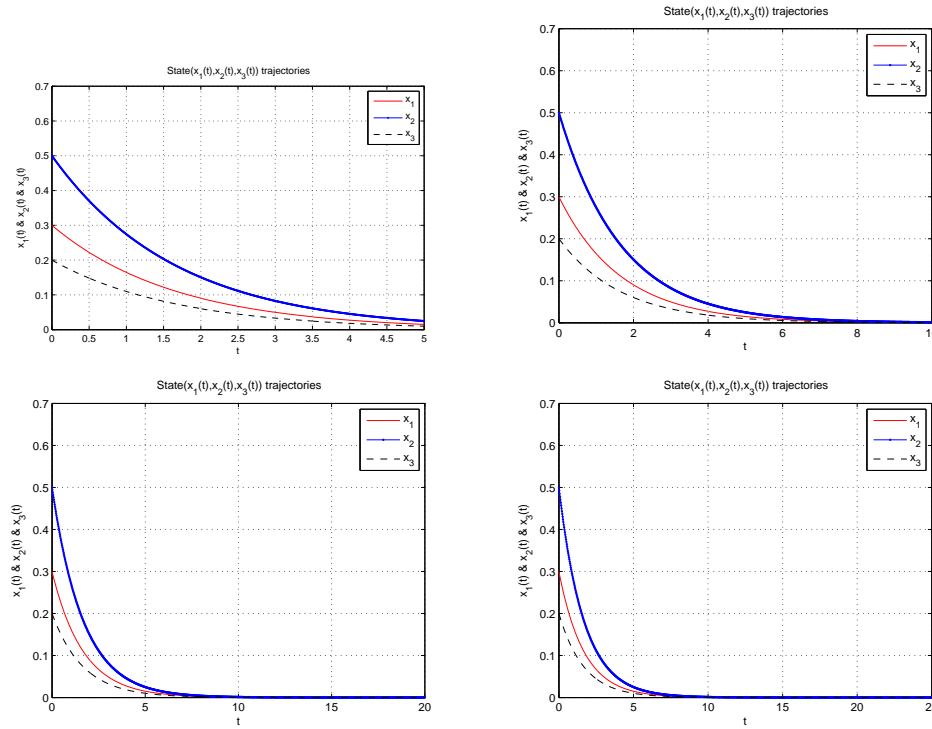 State(x₁(t),x₂(t),x₃(t)) trajectories
0.7
0.6
0.5
0.4
0.3
0.2
0.1
0
x₁(t) & x₂(t) & x₃(t)
x₁
x₂
x₃
0 0.5 1 1.5 2 2.5 3 3.5 4 4.5 5
t
State(x₁(t),x₂(t),x₃(t)) trajectories
0.7
0.6
0.5
0.4
0.3
0.2
0.1
0
x₁(t) & x₂(t) & x₃(t)
x₁
x₂
x₃
0 2 4 6 8 10
t
State(x₁(t),x₂(t),x₃(t)) trajectories
0.7
0.6
0.5
0.4
0.3
0.2
0.1
0
x₁(t) & x₂(t) & x₃(t)
x₁
x₂
x₃
0 5 10 15 20
t
State(x₁(t),x₂(t),x₃(t)) trajectories
0.7
0.6
0.5
0.4
0.3
0.2
0.1
0
x₁(t) & x₂(t) & x₃(t)
x₁
x₂
x₃
0 5 10 15 20
t